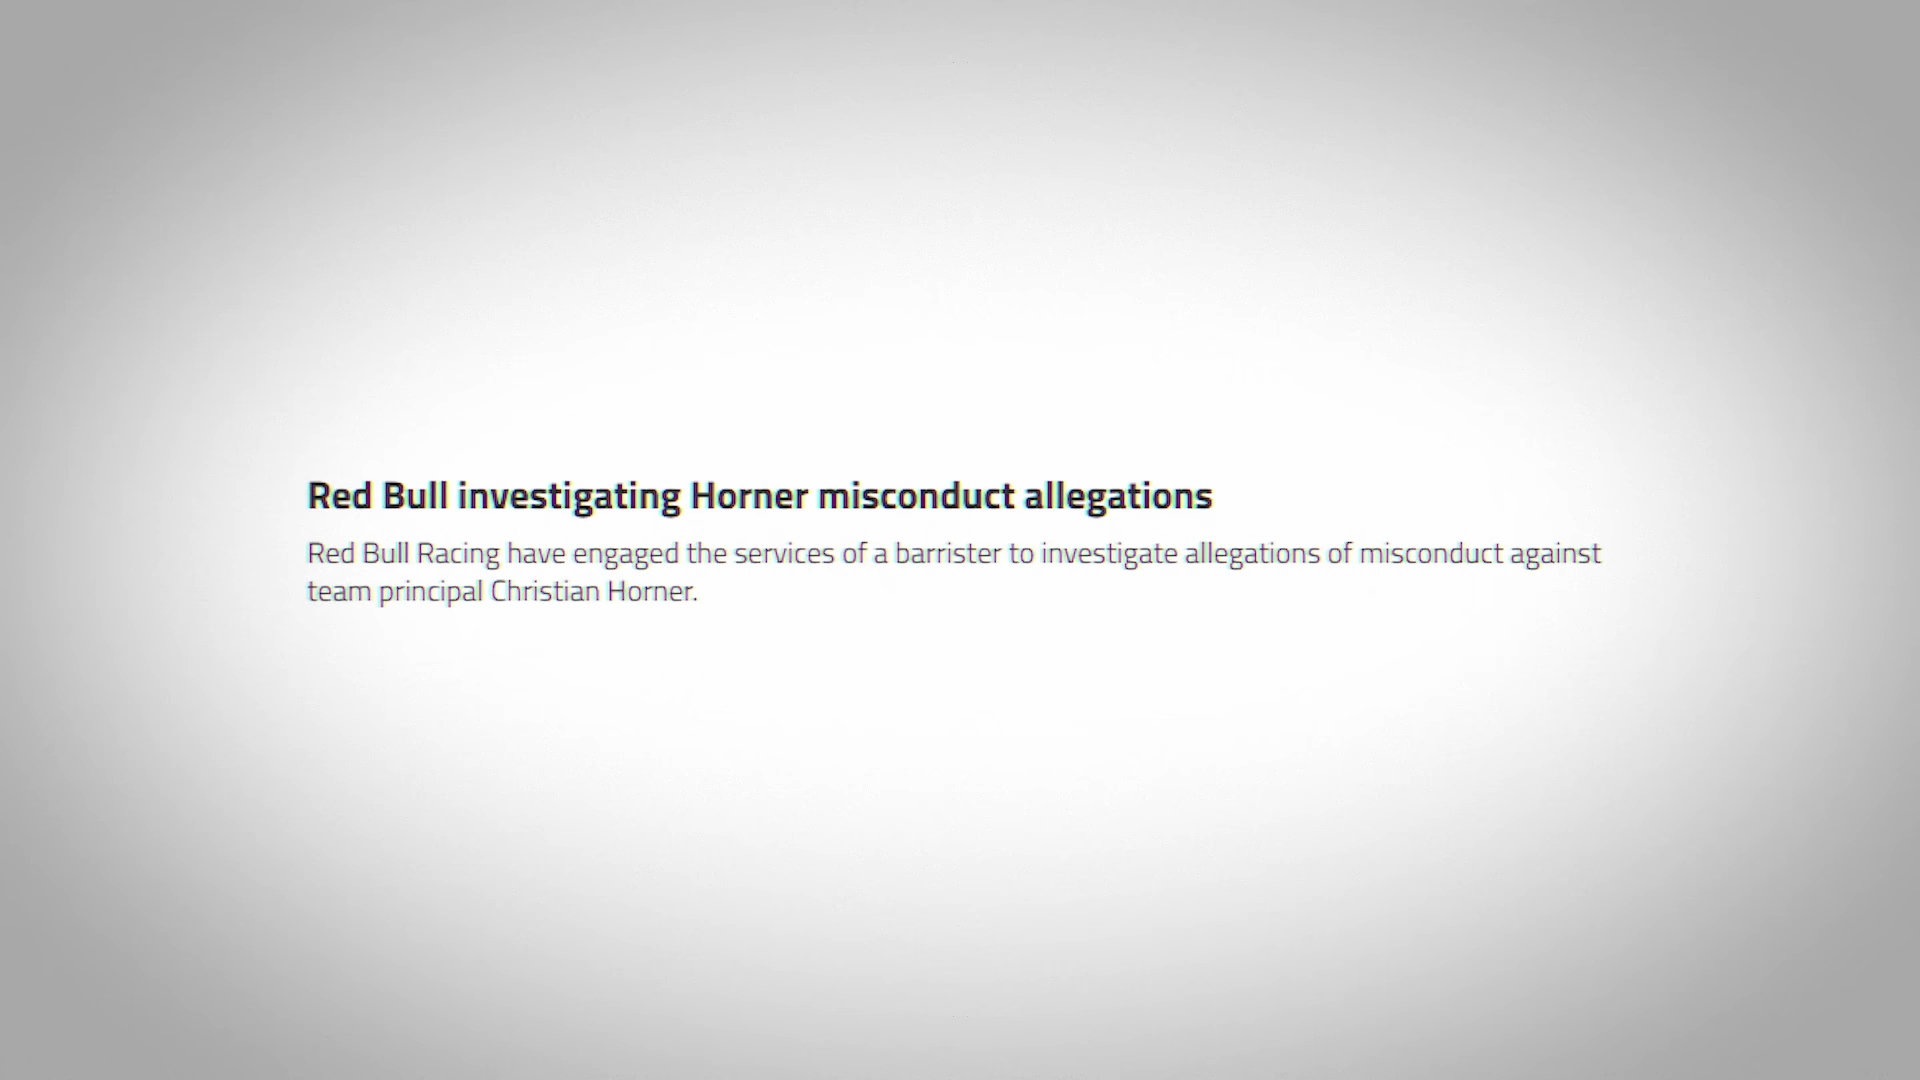 Red Bull investigating Horner misconduct allegations
Red Bull Racing have engaged the services of a barrister to investigate allegations of misconduct against
team principal Christian Horner.